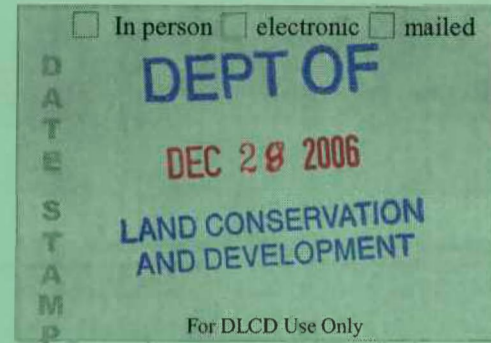 In person electronic mailed
DATE STAMP
DEPT OF
DEC 28 2006
LAND CONSERVATION
AND DEVELOPMENT
For DLCD Use Only